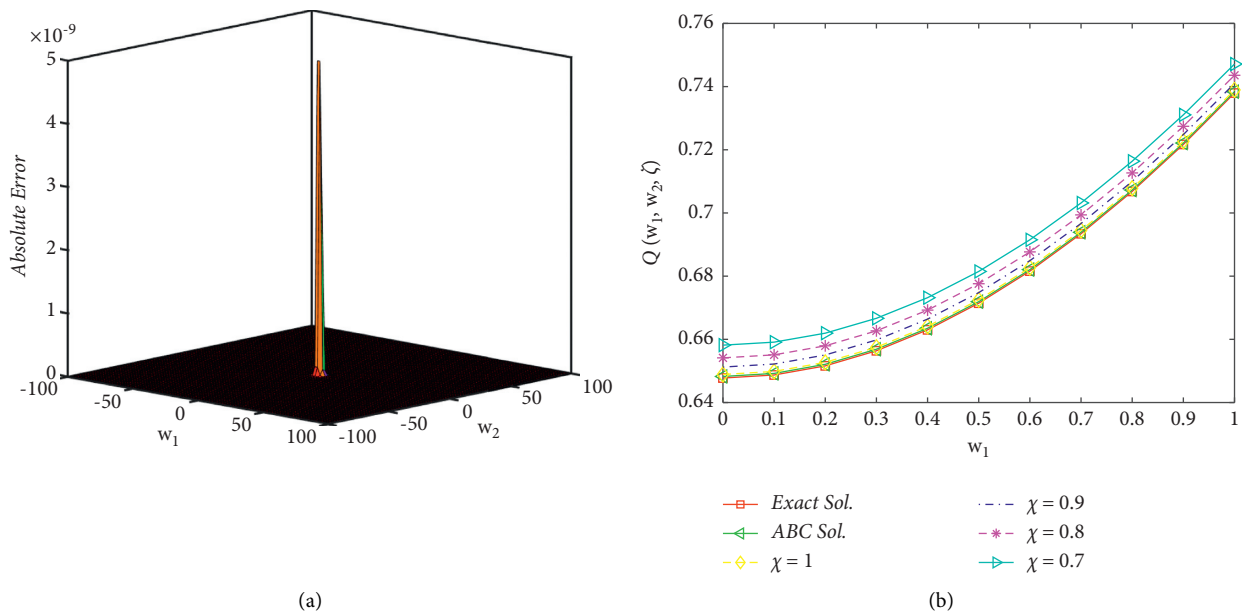 ×10-9
5
4
3
2
1
0
Absolute Error
-100
-50
0
50
100
w1
-100
-50
0
50
100
w2
(a)
0.76
0.74
0.72
0.7
0.68
0.66
0.64
Q (w1, w2, ζ)
0 0.1 0.2 0.3 0.4 0.5 0.6 0.7 0.8 0.9 1
w1
Exact Sol.
ABC Sol.
χ = 1
χ = 0.9
χ = 0.8
χ = 0.7
(b)